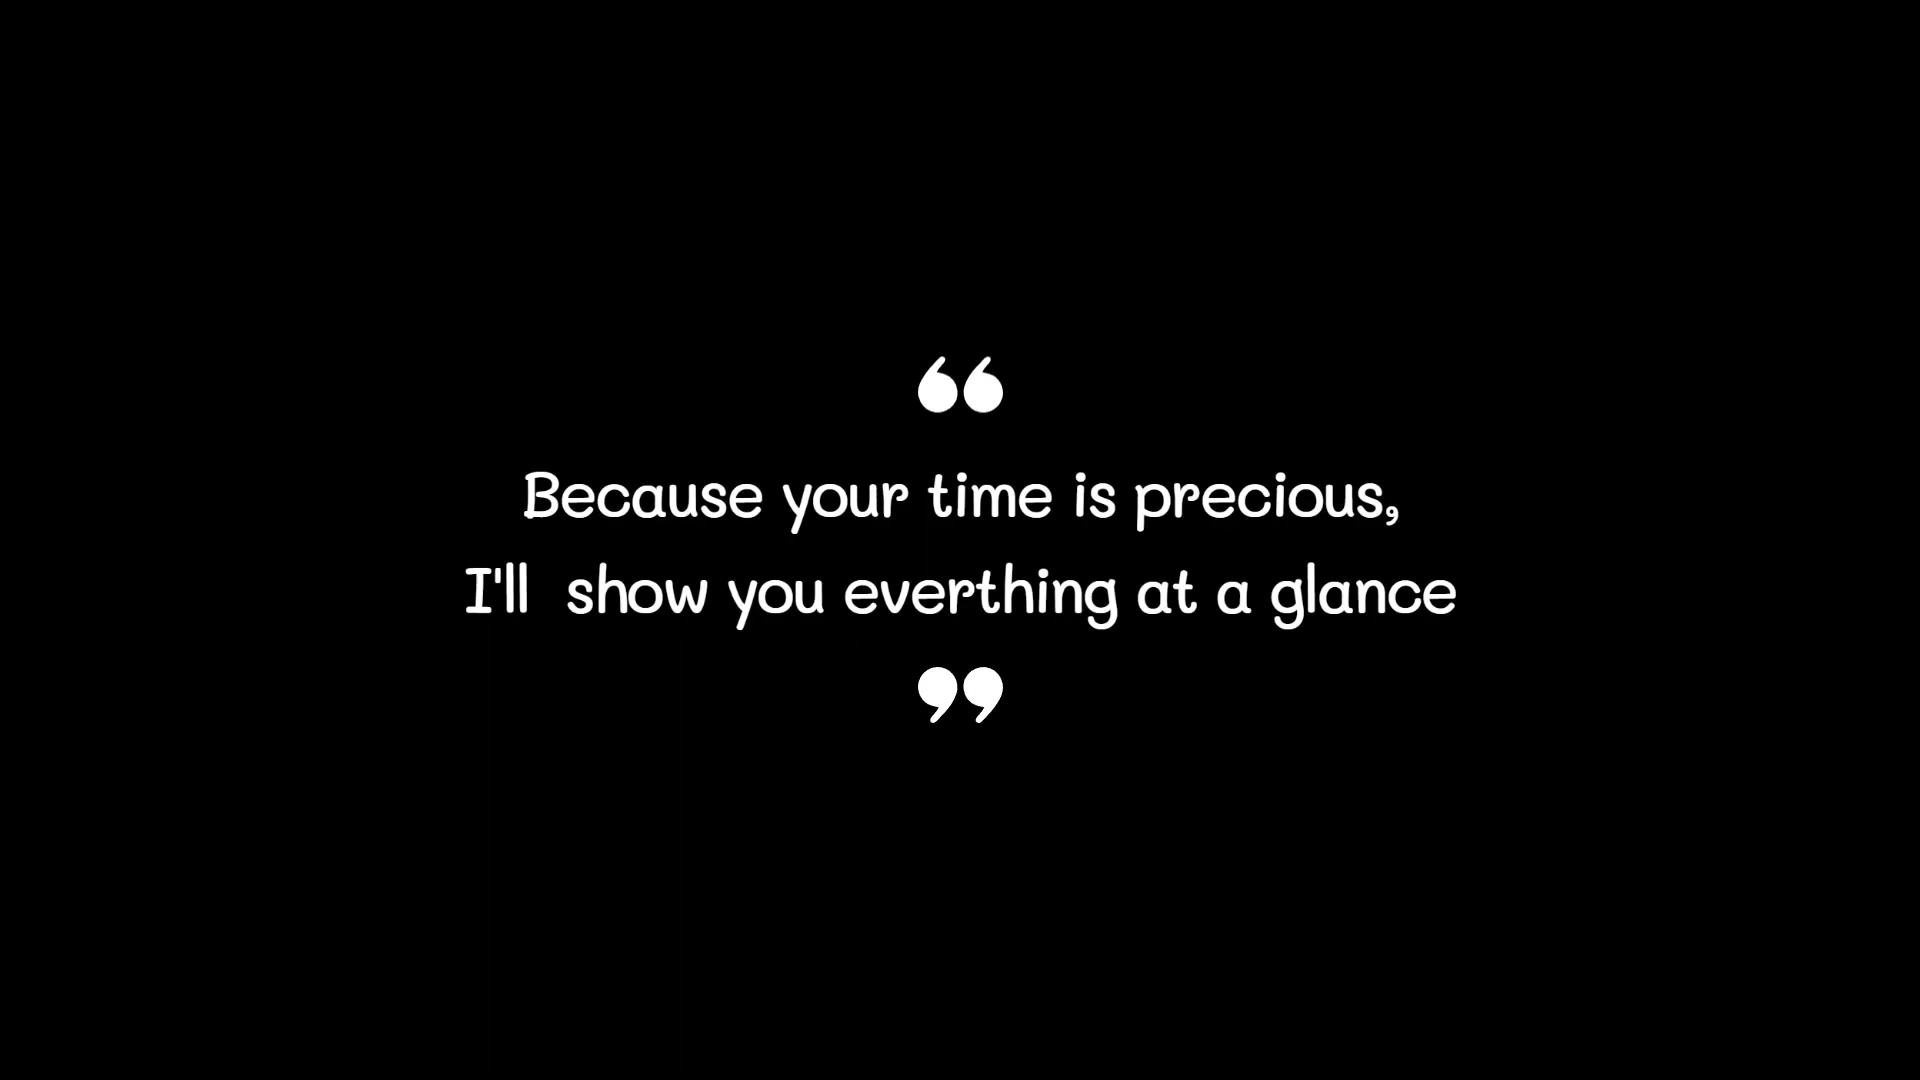 “
Because your time is precious,
I'll  show you everthing at a glance
”